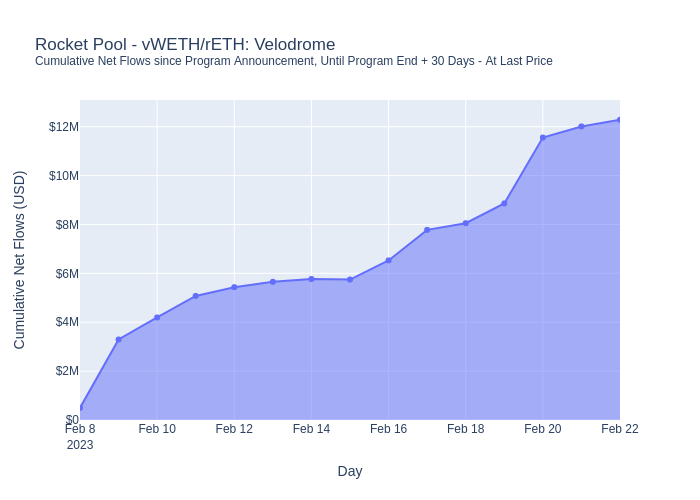 Rocket Pool - vWETH/rETH: Velodrome
Cumulative Net Flows since Program Announcement, Until Program End + 30 Days - At Last Price
Cumulative Net Flows (USD)
$12M
$10M
$8M
$6M
$4M
$2M
$0
Feb 8 Feb 10 Feb 12 Feb 14 Feb 16 Feb 18 Feb 20 Feb 22
2023
Day